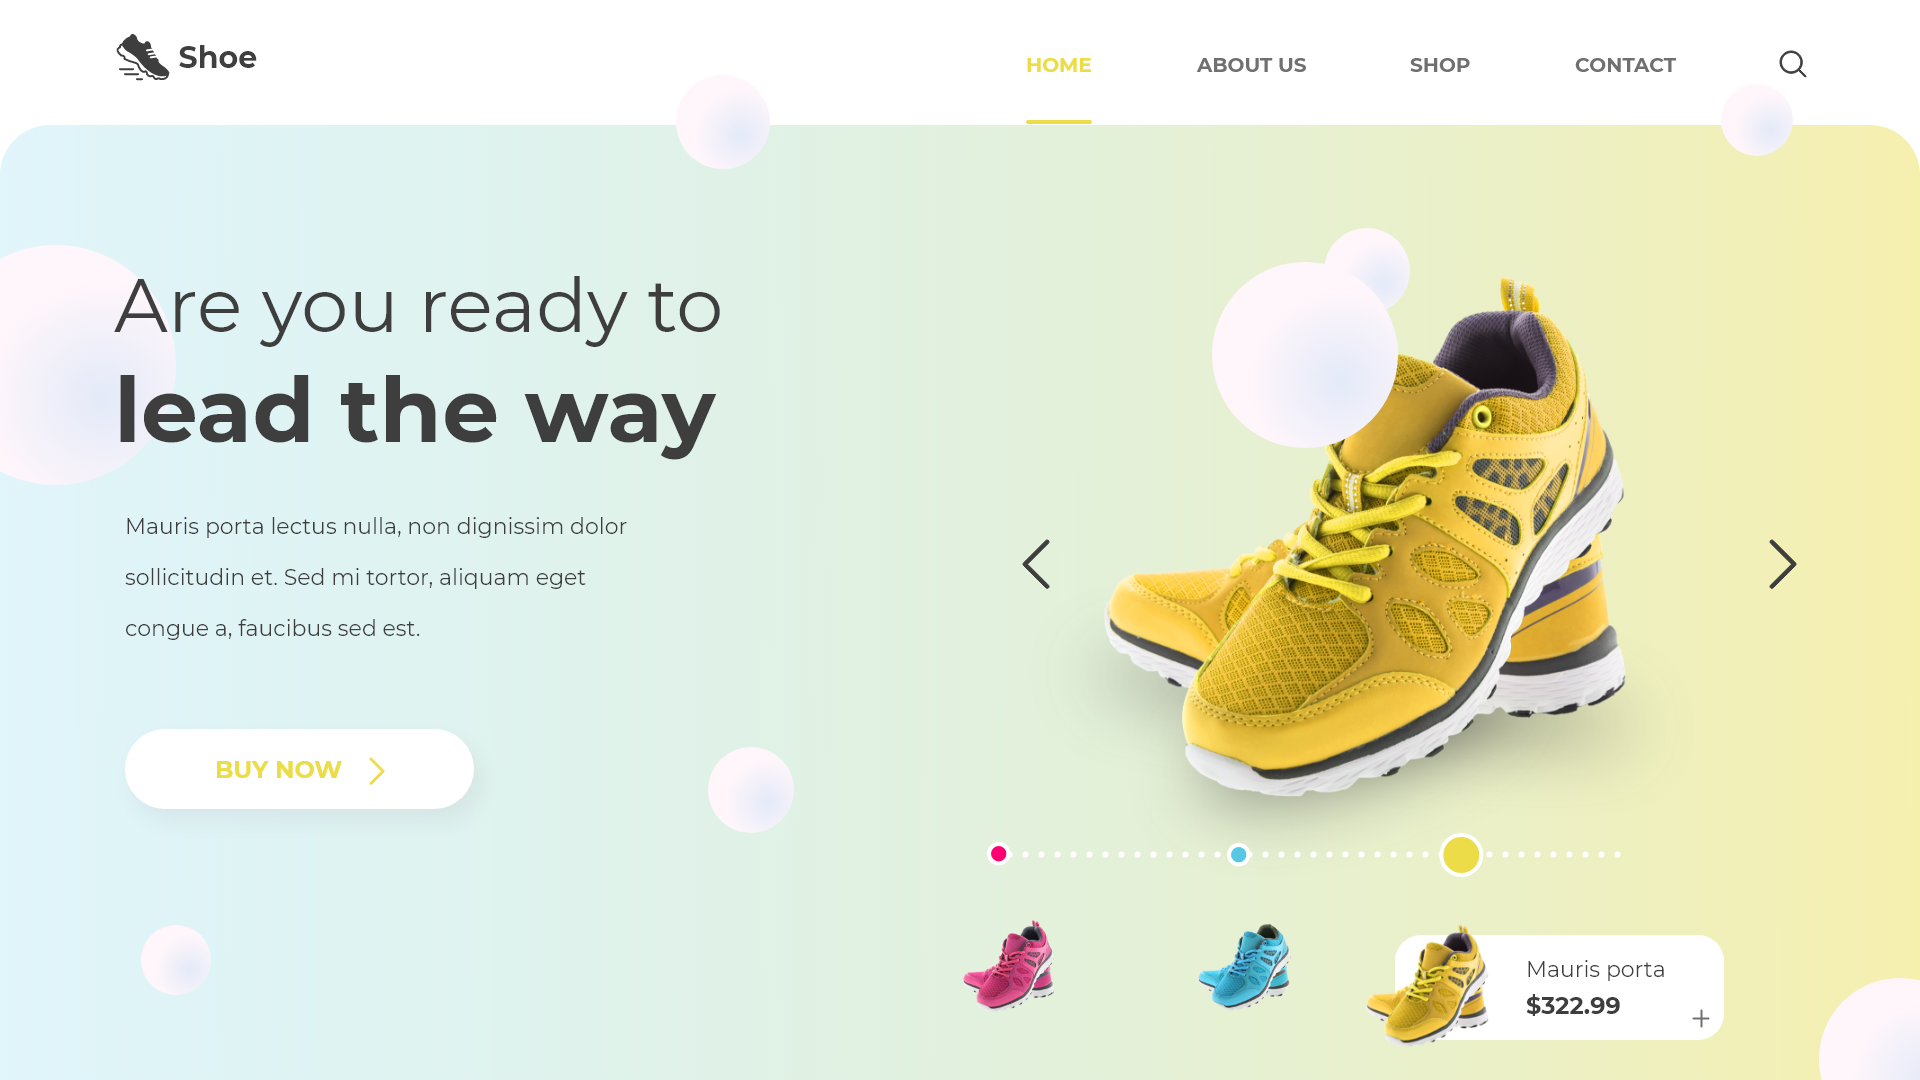 Shoe
HOME
ABOUT US
SHOP
CONTACT
Are you ready to
lead the way
Mauris porta lectus nulla, non dignissim dolor
sollicitudin et. Sed mi tortor, aliquam eget
congue a, faucibus sed est.
BUY NOW
Mauris porta
$322.99